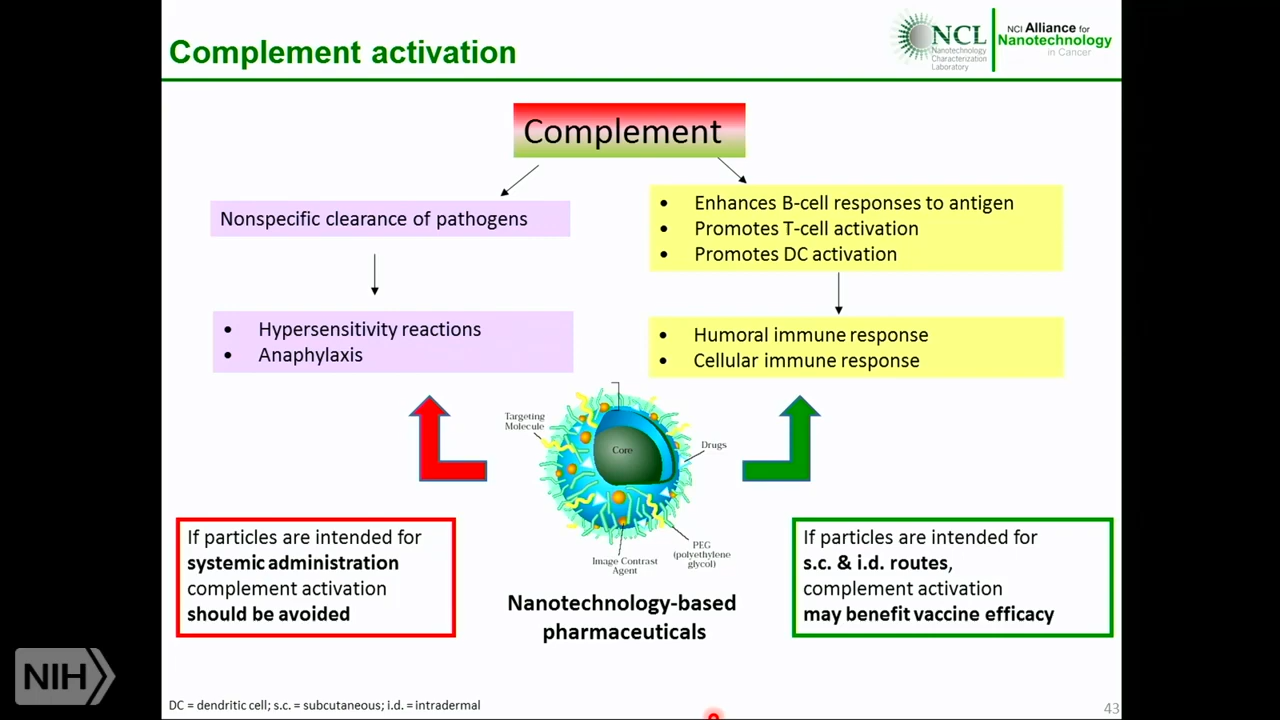 Complement activation
NCL
Nanotechnology
Characterization
Laboratory
NCI Alliance for
Nanotechnology
in Cancer
Complement
Nonspecific clearance of pathogens
• Enhances B-cell responses to antigen
• Promotes T-cell activation
• Promotes DC activation
• Hypersensitivity reactions
• Anaphylaxis
• Humoral immune response
• Cellular immune response
Targeting
Molecule
Core
Drugs
PEG
(polyethylene
glycol)
Image Contrast
Agent
If particles are intended for
systemic administration
complement activation
should be avoided
Nanotechnology-based
pharmaceuticals
If particles are intended for
s.c. & i.d. routes,
complement activation
may benefit vaccine efficacy
NIH
DC = dendritic cell; s.c. = subcutaneous; i.d. = intradermal
43